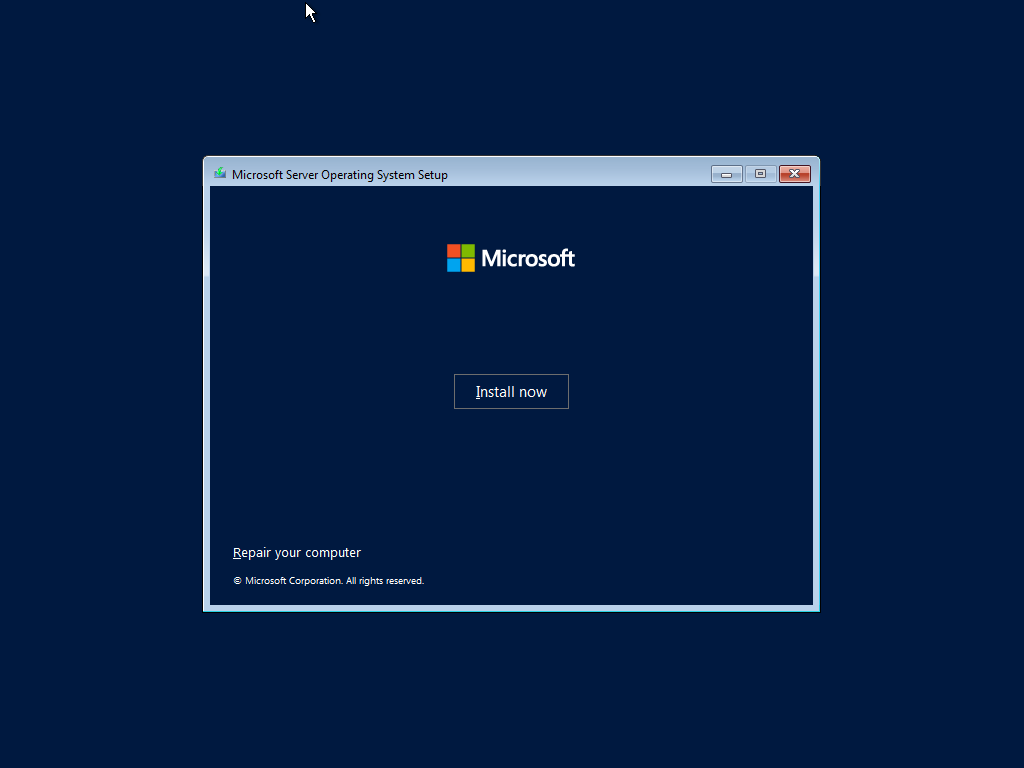 Microsoft Server Operating System Setup
Microsoft
Install now
Repair your computer
© Microsoft Corporation. All rights reserved.